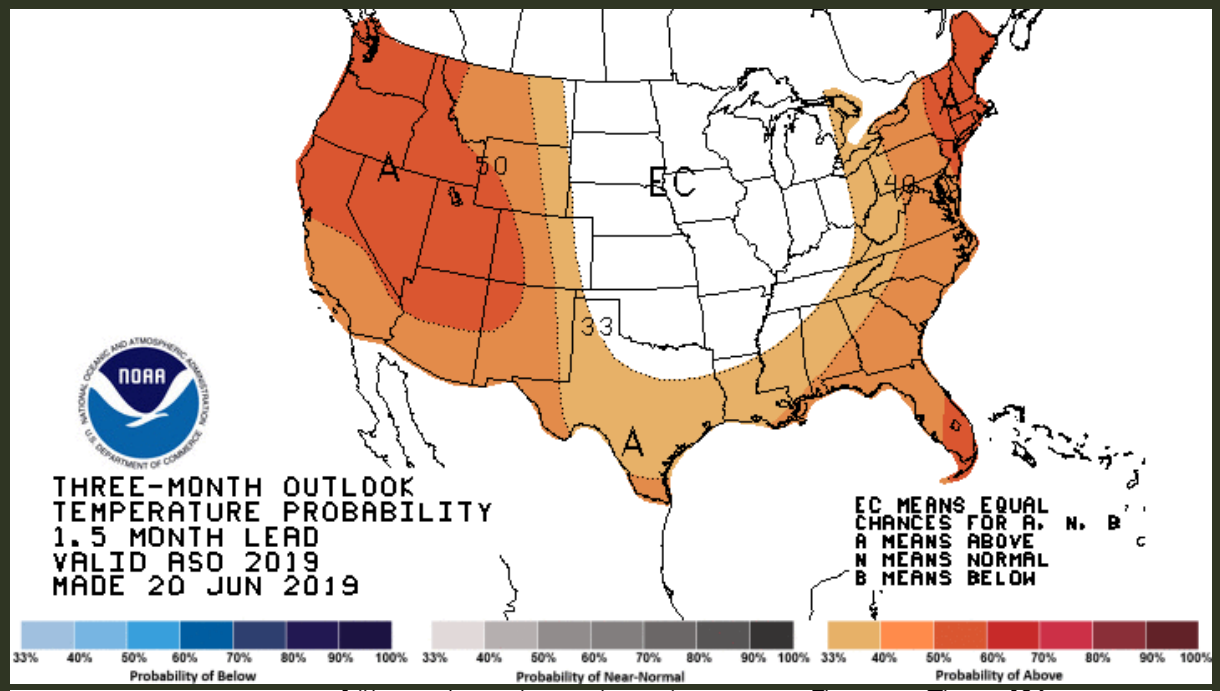 A
50
EC
A
40
33
A
NATIONAL OCEANIC AND ATMOSPHERIC ADMINISTRATION
NOAA
U.S. DEPARTMENT OF COMMERCE
THREE-MONTH OUTLOOK
TEMPERATURE PROBABILITY
1.5 MONTH LEAD
VALID ASO 2019
MADE 20 JUN 2019
EC MEANS EQUAL
CHANCES FOR A, N, B
A MEANS ABOVE
N MEANS NORMAL
B MEANS BELOW
33% 40% 50% 60% 70% 80% 90% 100%
Probability of Below
33% 40% 50% 60% 70% 80% 90% 100%
Probability of Near-Normal
33% 40% 50% 60% 70% 80% 90% 100%
Probability of Above